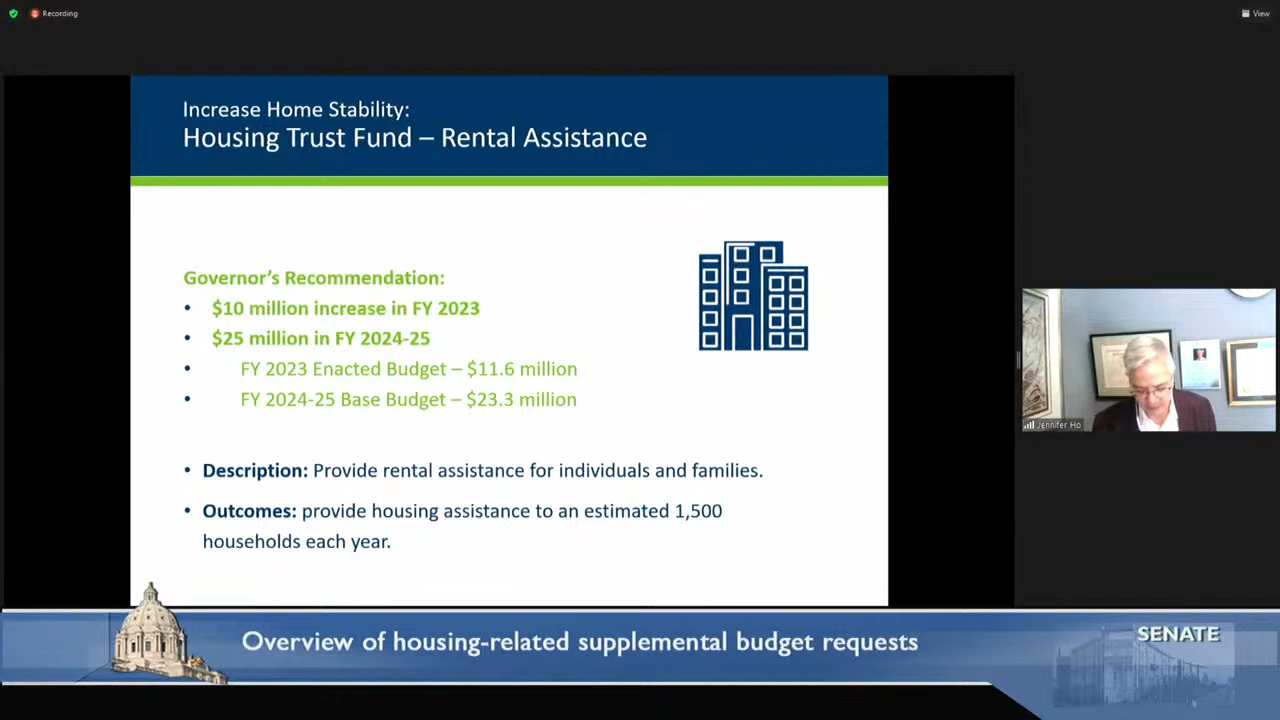 Recording
View
Increase Home Stability:
Housing Trust Fund – Rental Assistance
Governor's Recommendation:
• $10 million increase in FY 2023
• $25 million in FY 2024-25
• FY 2023 Enacted Budget – $11.6 million
• FY 2024-25 Base Budget – $23.3 million
• Description: Provide rental assistance for individuals and families.
• Outcomes: provide housing assistance to an estimated 1,500
households each year.
Jennifer Ho
Overview of housing-related supplemental budget requests
SENATE